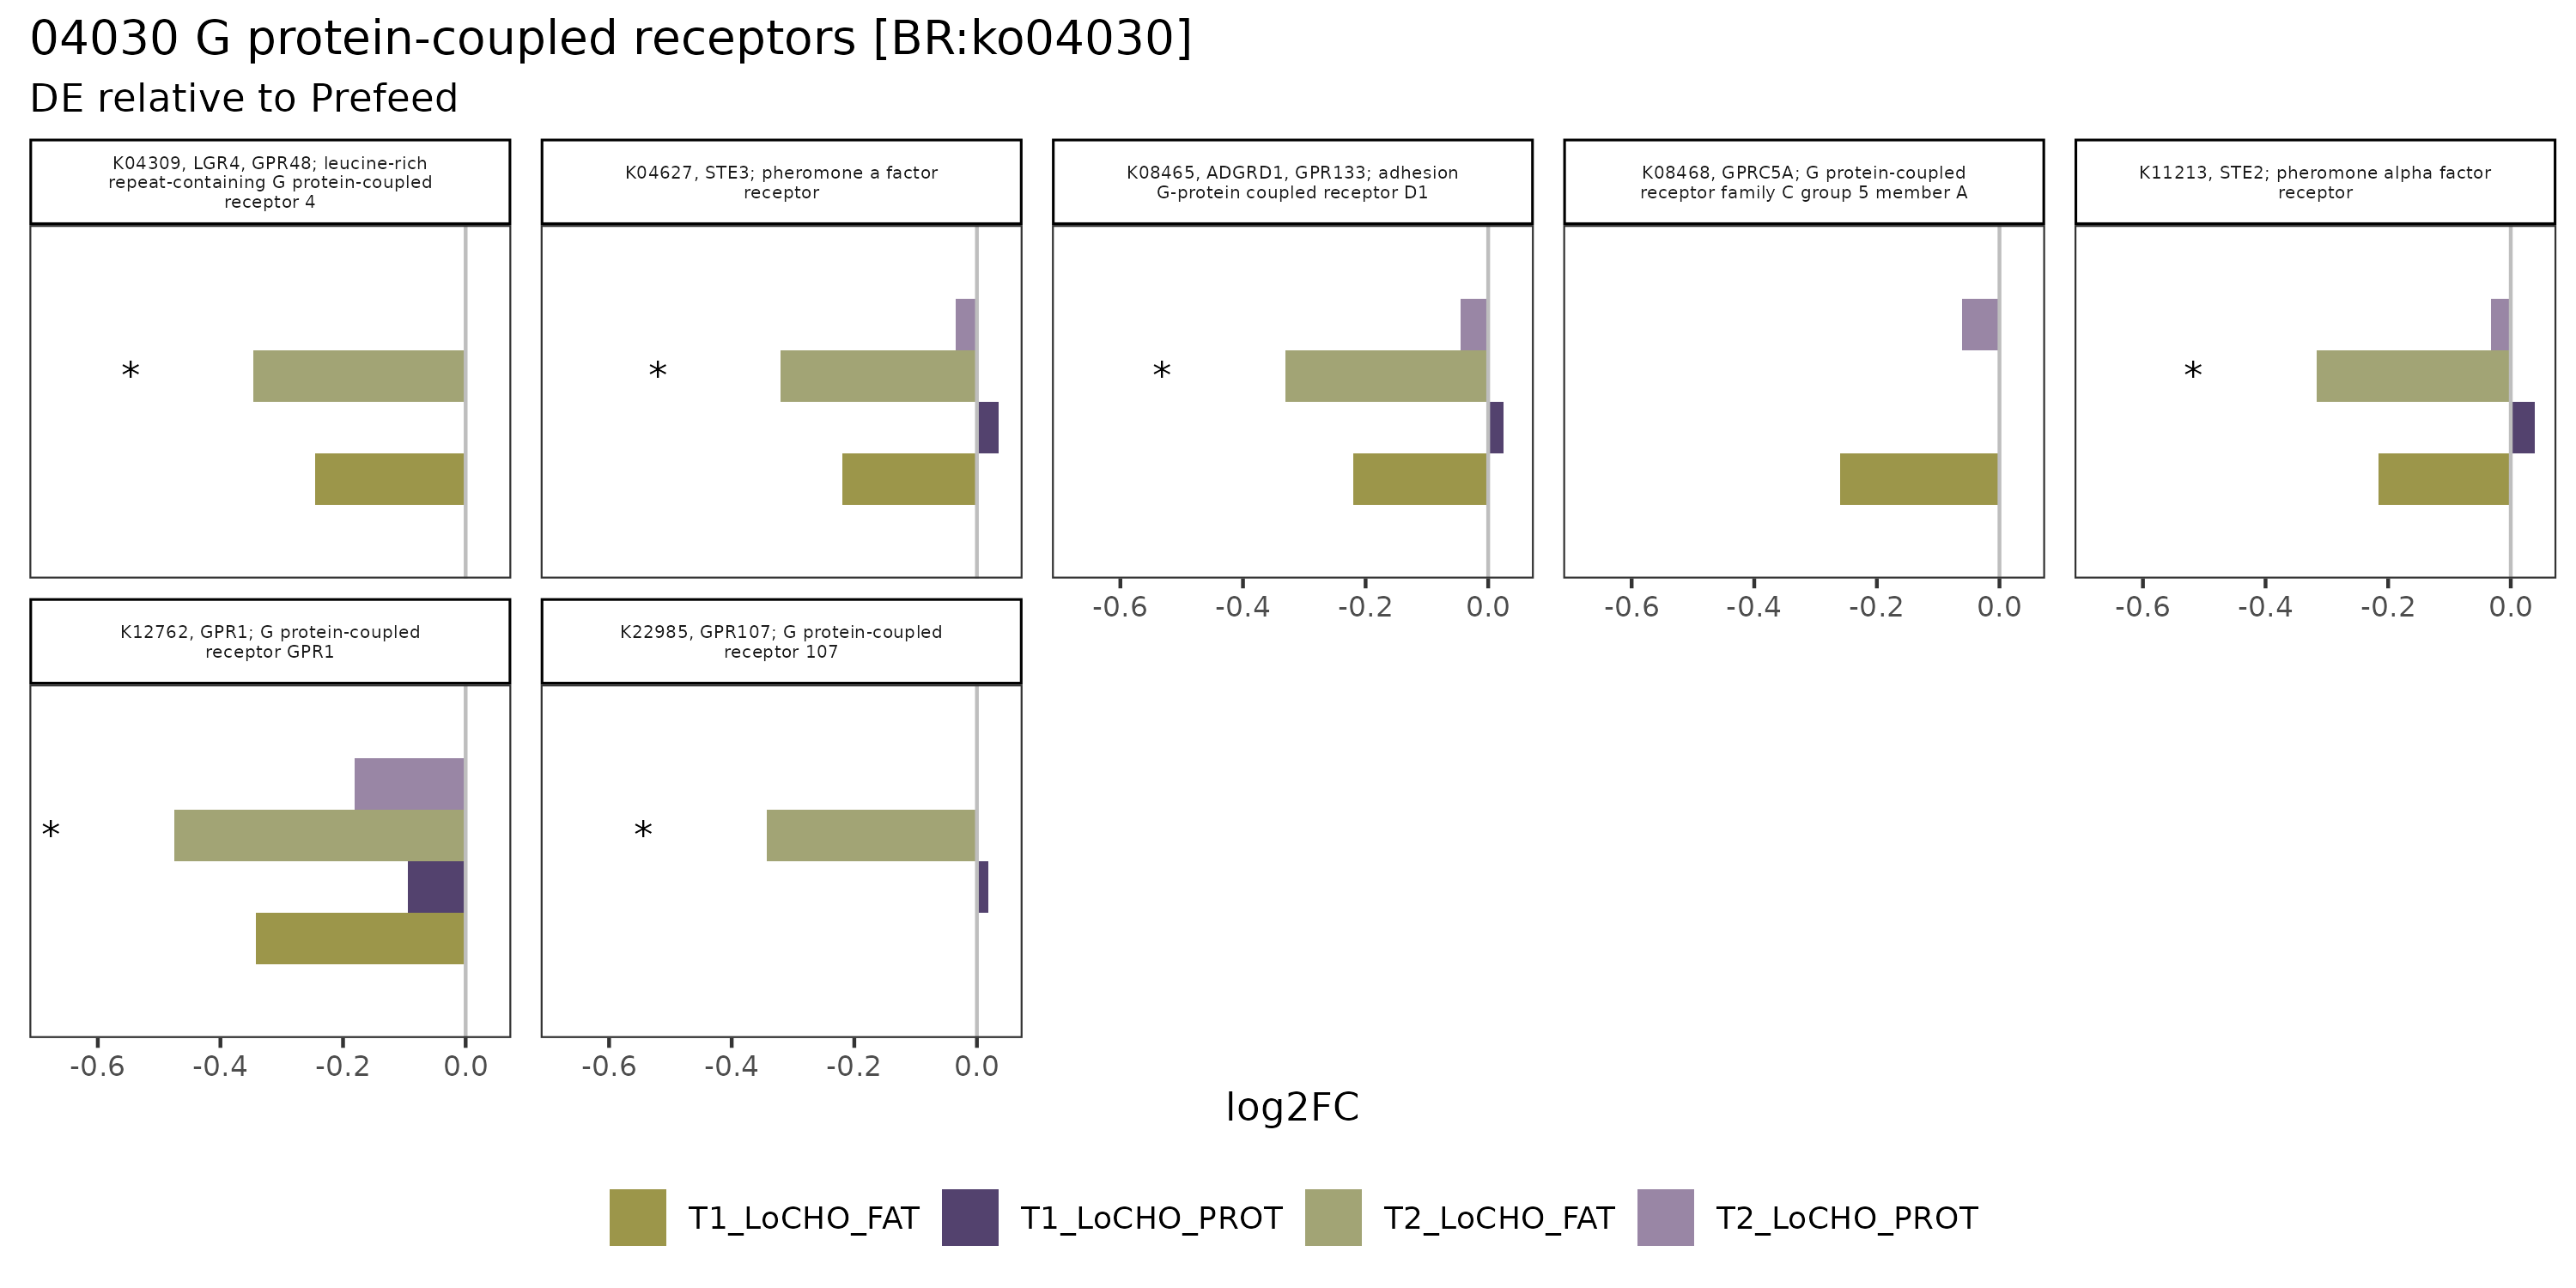 04030 G protein-coupled receptors [BR:ko04030]
DE relative to Prefeed
K04309, LGR4, GPR48; leucine-rich
repeat-containing G protein-coupled
receptor 4
K04627, STE3; pheromone a factor
receptor
K08465, ADGRD1, GPR133; adhesion
G-protein coupled receptor D1
K08468, GPRC5A; G protein-coupled
receptor family C group 5 member A
K11213, STE2; pheromone alpha factor
receptor
*
*
*
*
-0.6 -0.4 -0.2 0.0
-0.6 -0.4 -0.2 0.0
-0.6 -0.4 -0.2 0.0
K12762, GPR1; G protein-coupled
receptor GPR1
K22985, GPR107; G protein-coupled
receptor 107
*
*
-0.6 -0.4 -0.2 0.0
-0.6 -0.4 -0.2 0.0
log2FC
T1_LoCHO_FAT
T1_LoCHO_PROT
T2_LoCHO_FAT
T2_LoCHO_PROT